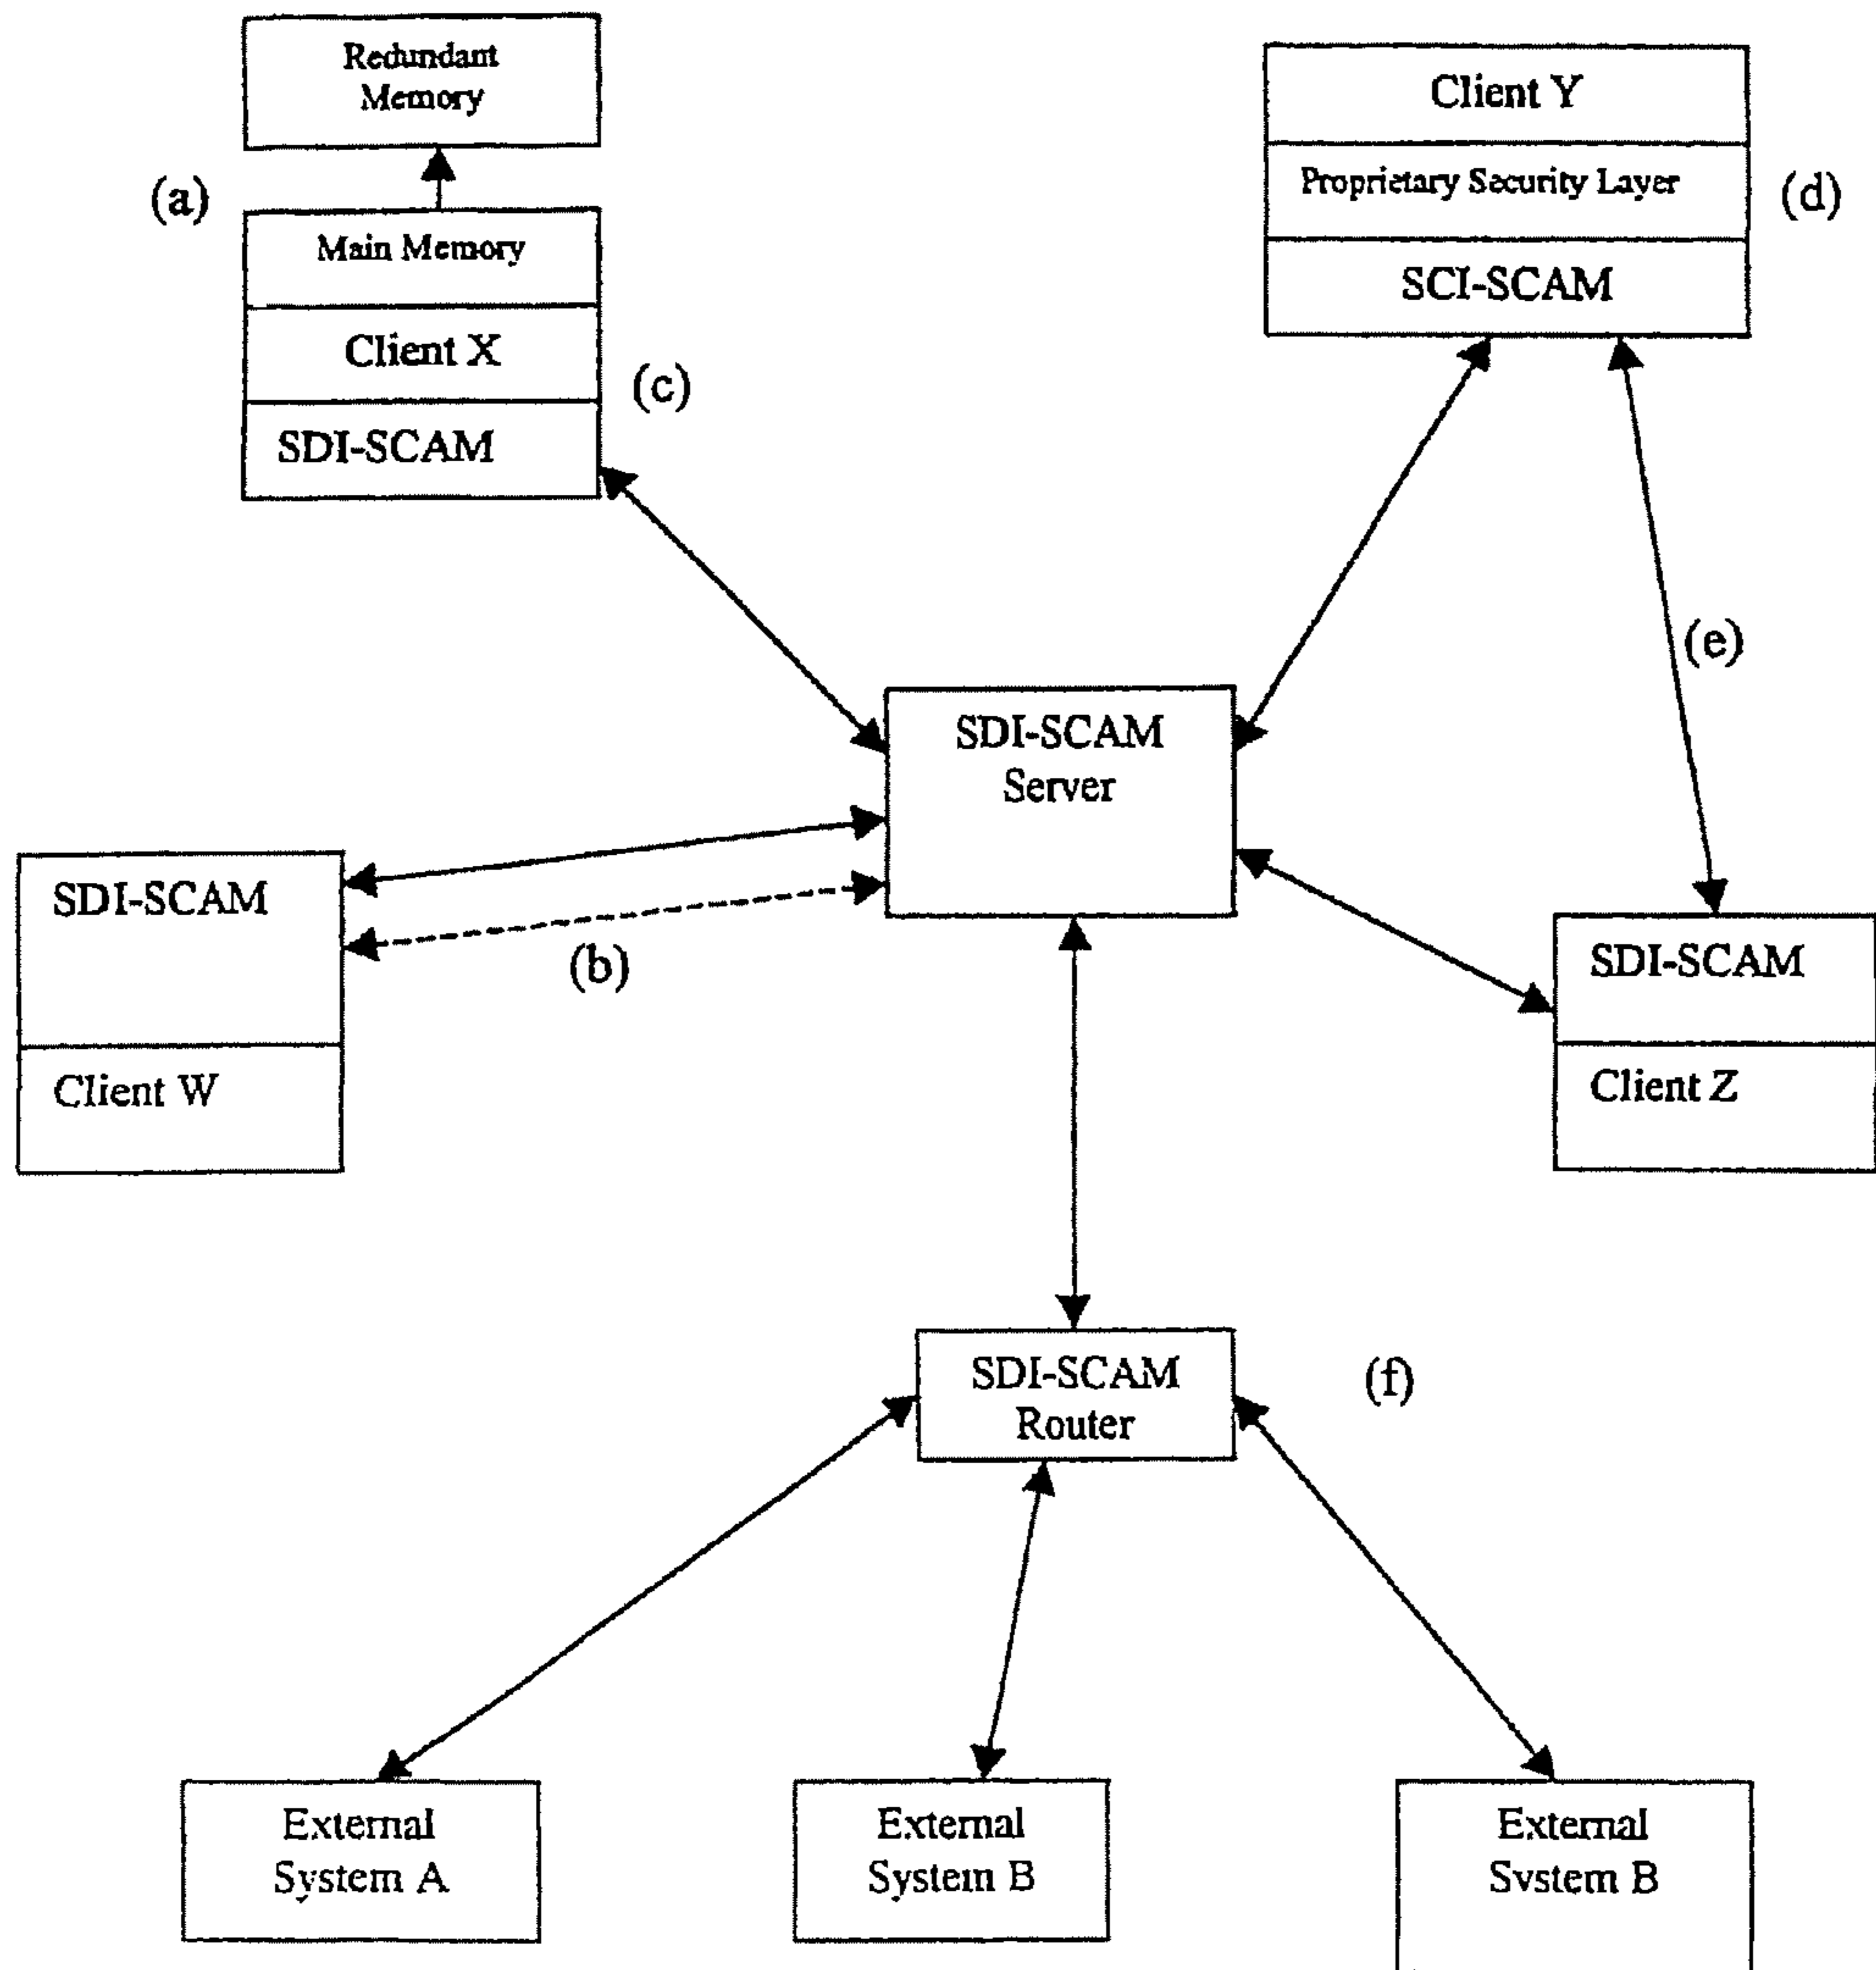 Redundant
Memory
(a)
Main Memory
Client X
(c)
SDI-SCAM
Client Y
Proprietary Security Layer
(d)
SCI-SCAM
(e)
SDI-SCAM
Server
SDI-SCAM
Client W
(b)
SDI-SCAM
Client Z
SDI-SCAM
Router
(f)
External
System A
External
System B
External
System B